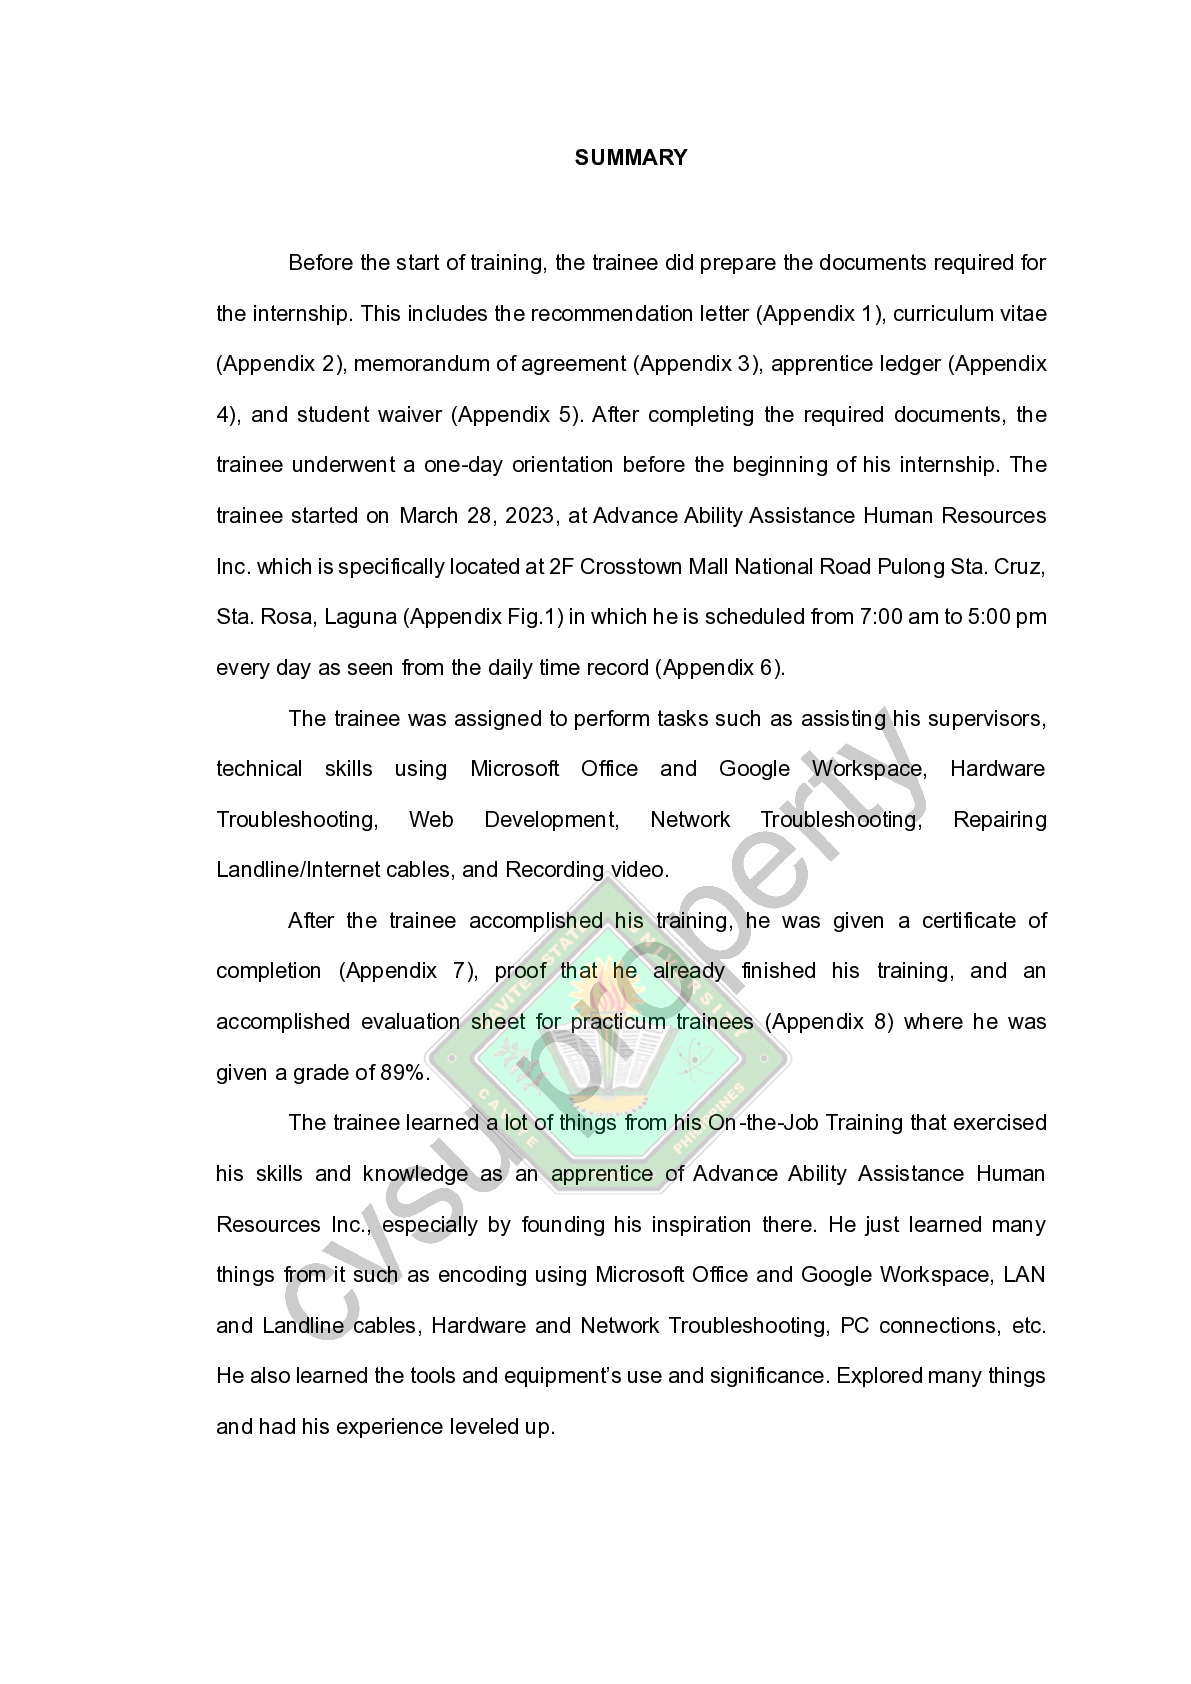 SUMMARY
Before the start of training, the trainee did prepare the documents required for
the internship. This includes the recommendation letter (Appendix 1), curriculum vitae
(Appendix 2), memorandum of agreement (Appendix 3), apprentice ledger (Appendix
4), and student waiver (Appendix 5). After completing the required documents, the
trainee underwent a one-day orientation before the beginning of his internship. The
trainee started on March 28, 2023, at Advance Ability Assistance Human Resources
Inc. which is specifically located at 2F Crosstown Mall National Road Pulong Sta. Cruz,
Sta. Rosa, Laguna (Appendix Fig.1) in which he is scheduled from 7:00 am to 5:00 pm
every day as seen from the daily time record (Appendix 6).
The trainee was assigned to perform tasks such as assisting his supervisors,
technical skills using Microsoft Office and Google Workspace, Hardware
Troubleshooting, Web Development, Network Troubleshooting, Repairing
Landline/Internet cables, and Recording video.
After the trainee accomplished his training, he was given a certificate of
completion (Appendix 7), proof that he already finished his training, and an
accomplished evaluation sheet for practicum trainees (Appendix 8) where he was
given a grade of 89%.
The trainee learned a lot of things from his On-the-Job Training that exercised
his skills and knowledge as an apprentice of Advance Ability Assistance Human
Resources Inc., especially by founding his inspiration there. He just learned many
things from it such as encoding using Microsoft Office and Google Workspace, LAN
and Landline cables, Hardware and Network Troubleshooting, PC connections, etc.
He also learned the tools and equipment’s use and significance. Explored many things
and had his experience leveled up.
cvsu property
CAVITE STATE UNIVERSITY
CAVITE
PHILIPPINES